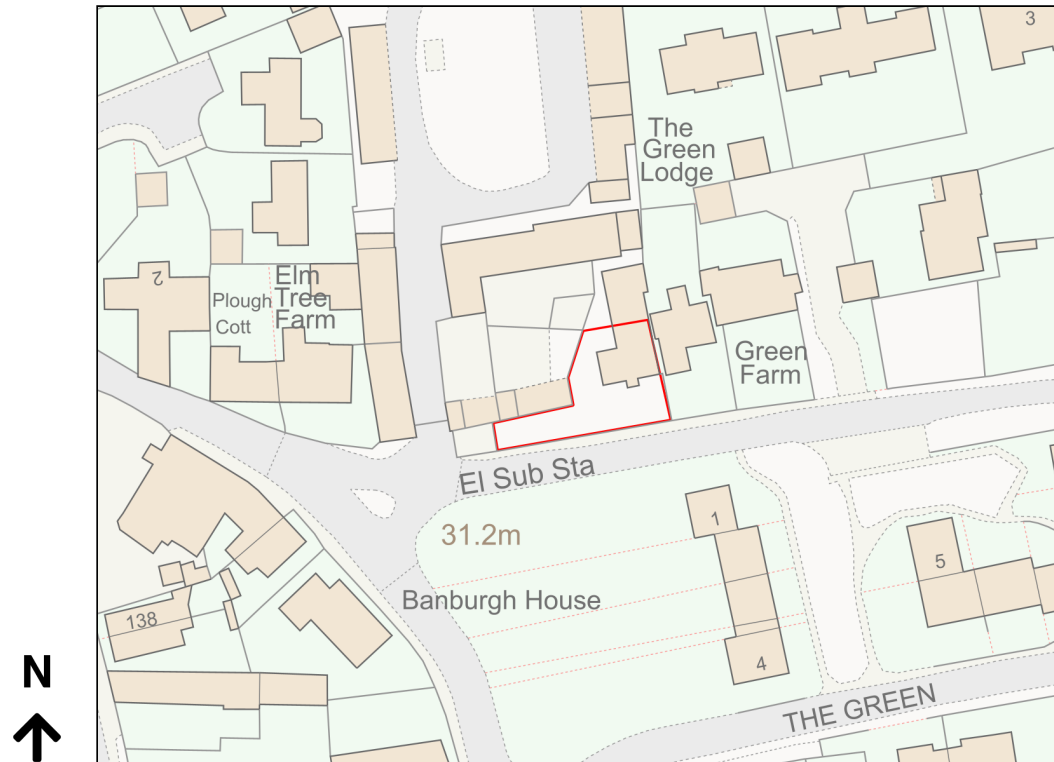 3
The
Green
Lodge
2
Elm
Tree
Farm
Plough
Cott
Green
Farm
El Sub Sta
31.2m
1
5
Banburgh House
138
4
THE GREEN
N